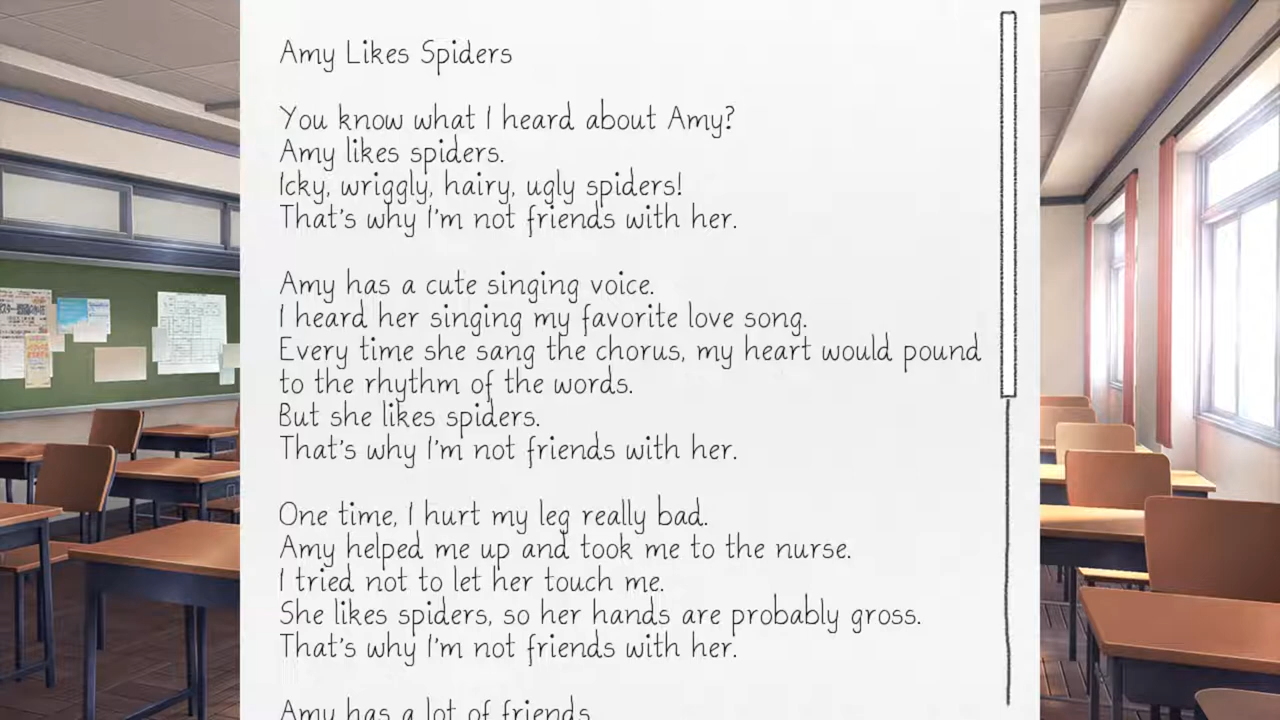 Amy Likes Spiders
You know what I heard about Amy?
Amy likes spiders.
Icky, wriggly, hairy, ugly spiders!
That's why I'm not friends with her.
Amy has a cute singing voice.
I heard her singing my favorite love song.
Every time she sang the chorus, my heart would pound
to the rhythm of the words.
But she likes spiders.
That's why I'm not friends with her.
One time, I hurt my leg really bad.
Amy helped me up and took me to the nurse.
I tried not to let her touch me.
She likes spiders, so her hands are probably gross.
That's why I'm not friends with her.
Amy has a lot of friends